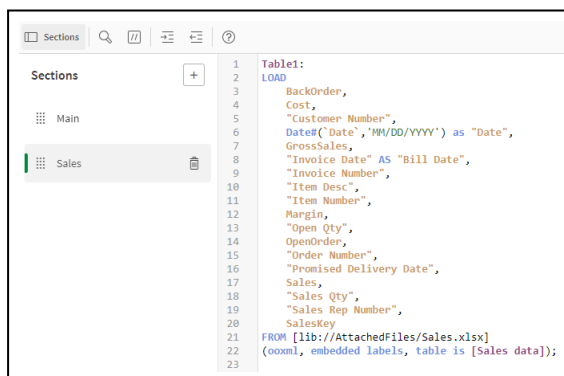 Sections
Sections
Main
Sales
1 Table1:
2 LOAD
3 BackOrder,
4 Cost,
5 "Customer Number",
6 Date#(`Date`,'MM/DD/YYYY') as "Date",
7 GrossSales,
8 "Invoice Date" AS "Bill Date",
9 "Invoice Number",
10 "Item Desc",
11 "Item Number",
12 Margin,
13 "Open Qty",
14 OpenOrder,
15 "Order Number",
16 "Promised Delivery Date",
17 Sales,
18 "Sales Qty",
19 "Sales Rep Number",
20 SalesKey
21 FROM [lib://AttachedFiles/Sales.xlsx]
22 (ooxml, embedded labels, table is [Sales data]);
23